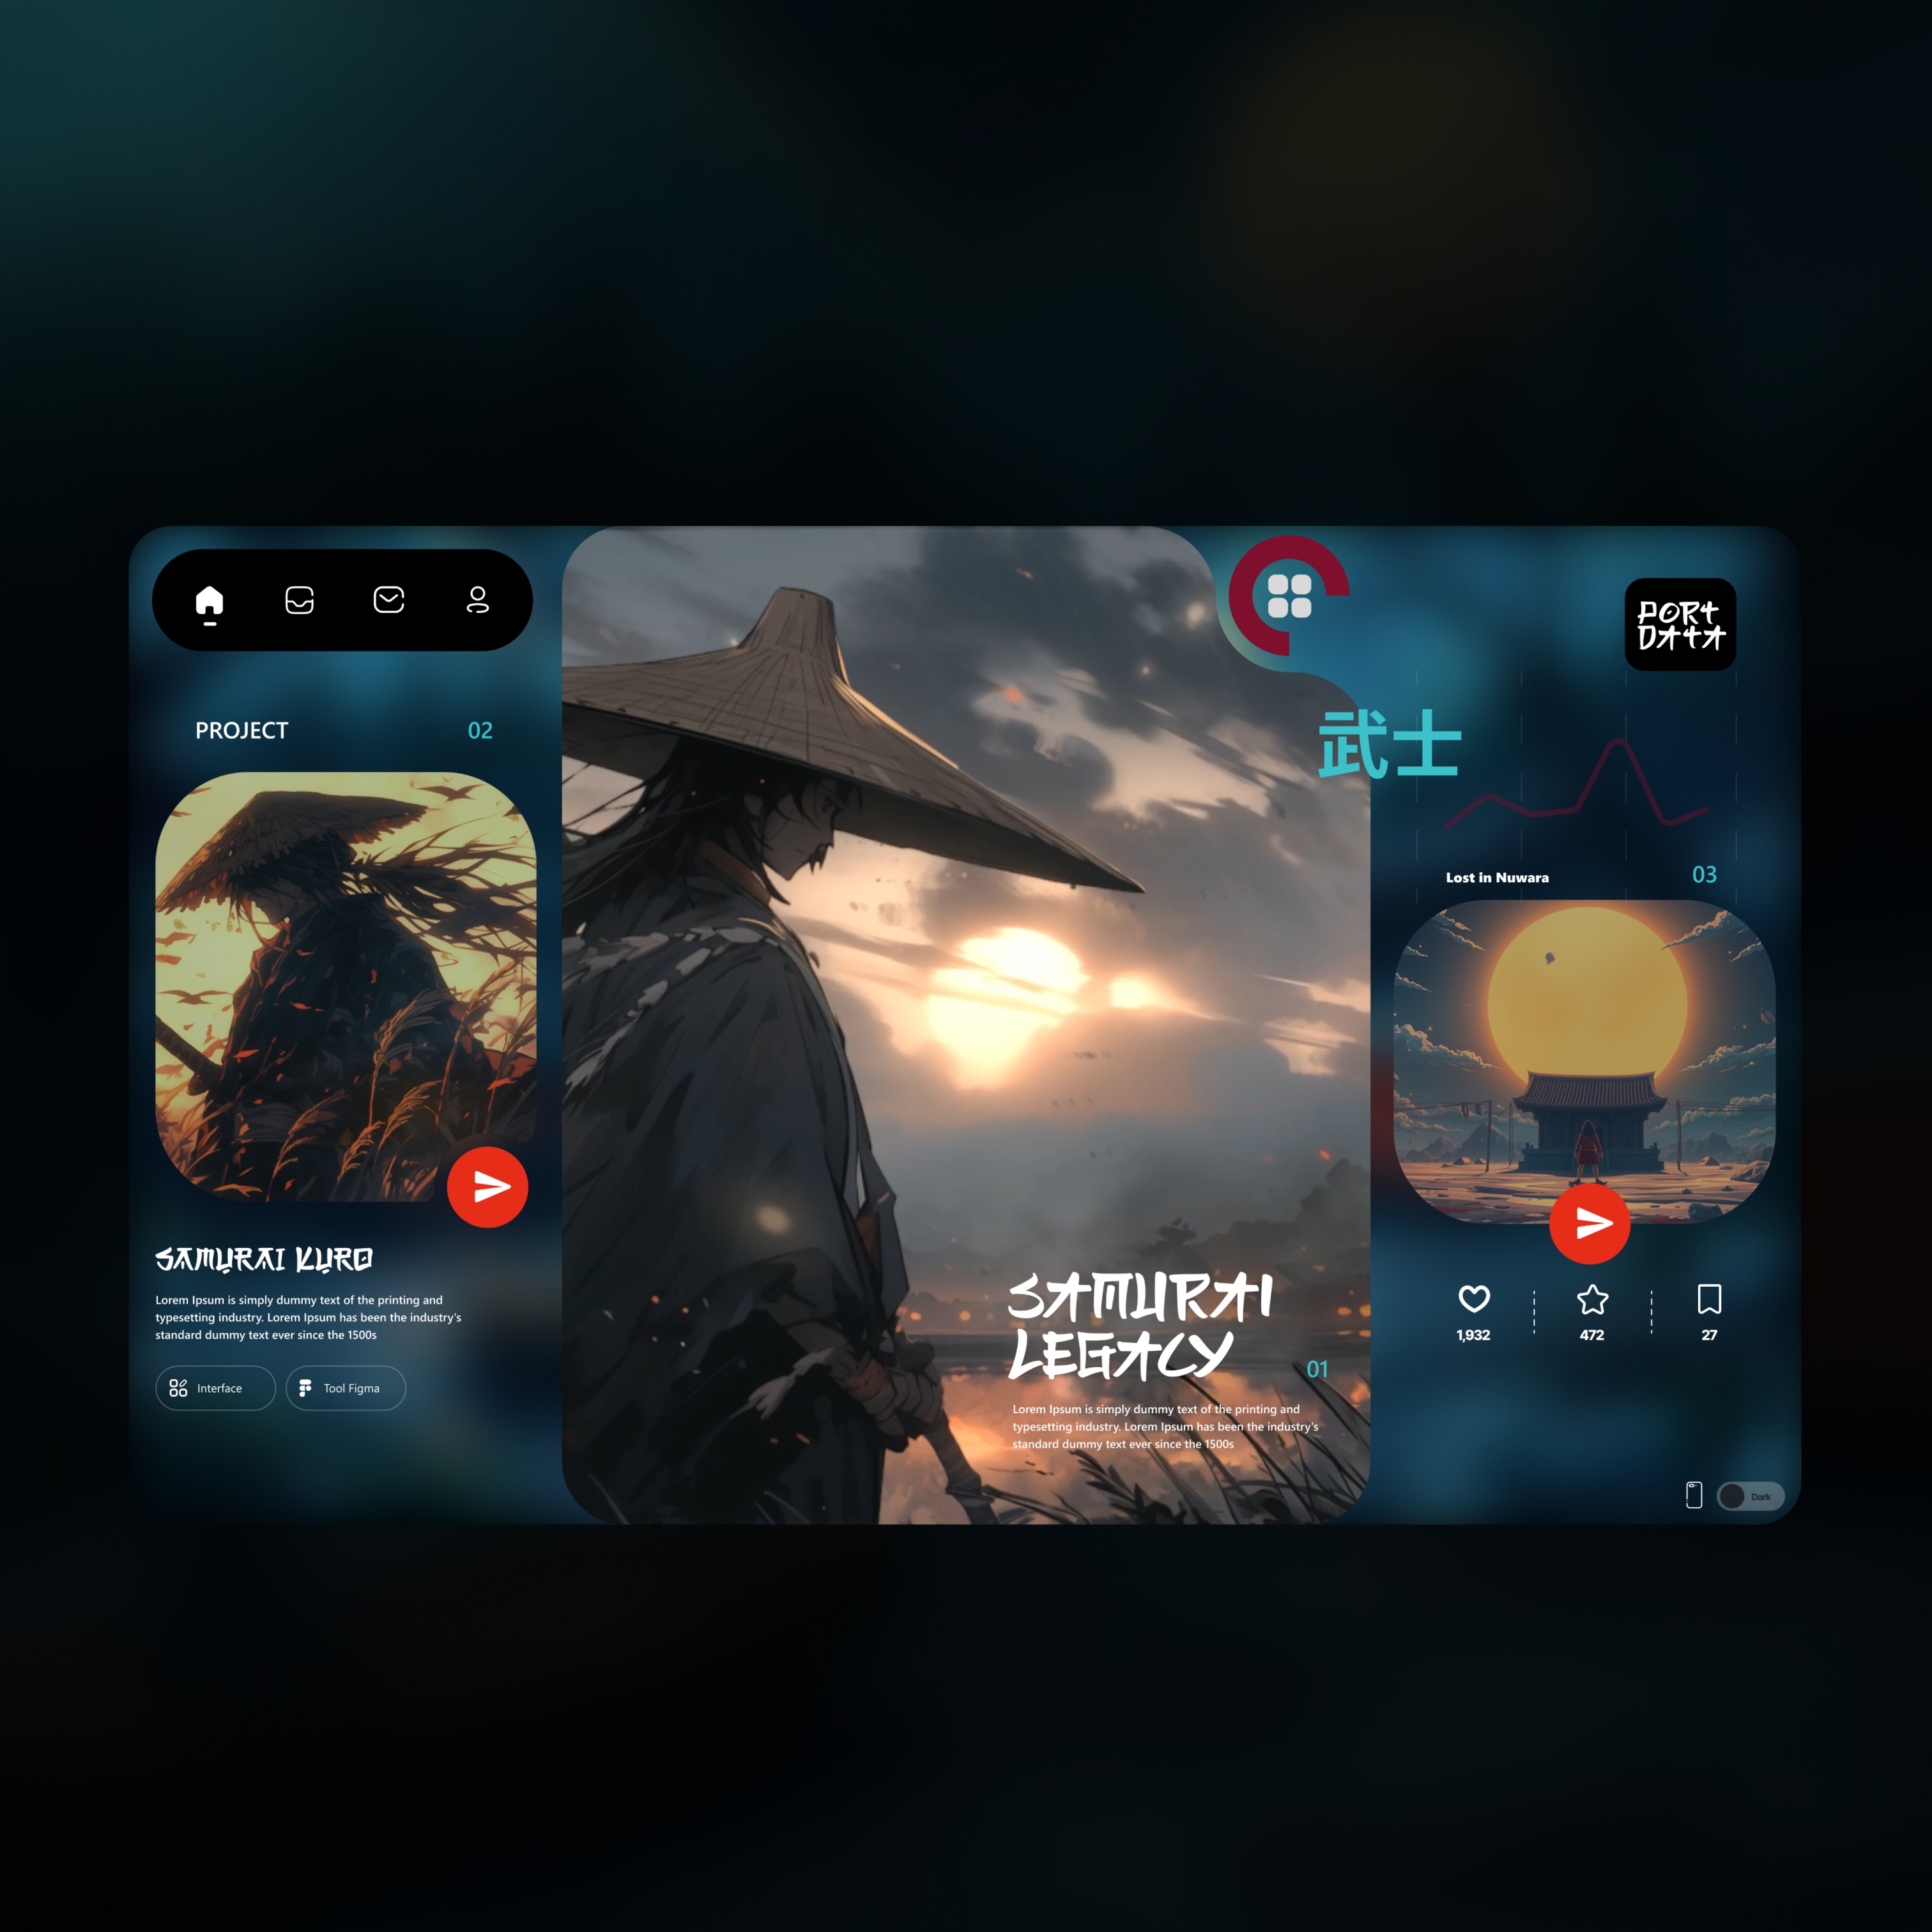 PORT
DATA
PROJECT
02
武士
Lost in Nuwara
03
SAMURAI KURO
Lorem Ipsum is simply dummy text of the printing and
typesetting industry. Lorem Ipsum has been the industry's
standard dummy text ever since the 1500s
Interface
Tool Figma
SAMURAI
LEGACY
01
Lorem Ipsum is simply dummy text of the printing and
typesetting industry. Lorem Ipsum has been the industry's
standard dummy text ever since the 1500s
1,932
472
27
Dark